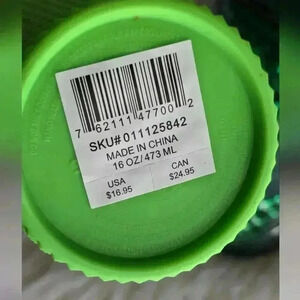 7 62111 47700 2
SKU# 011125842
MADE IN CHINA
16 OZ/473 ML
USA CAN
$16.95 $24.95